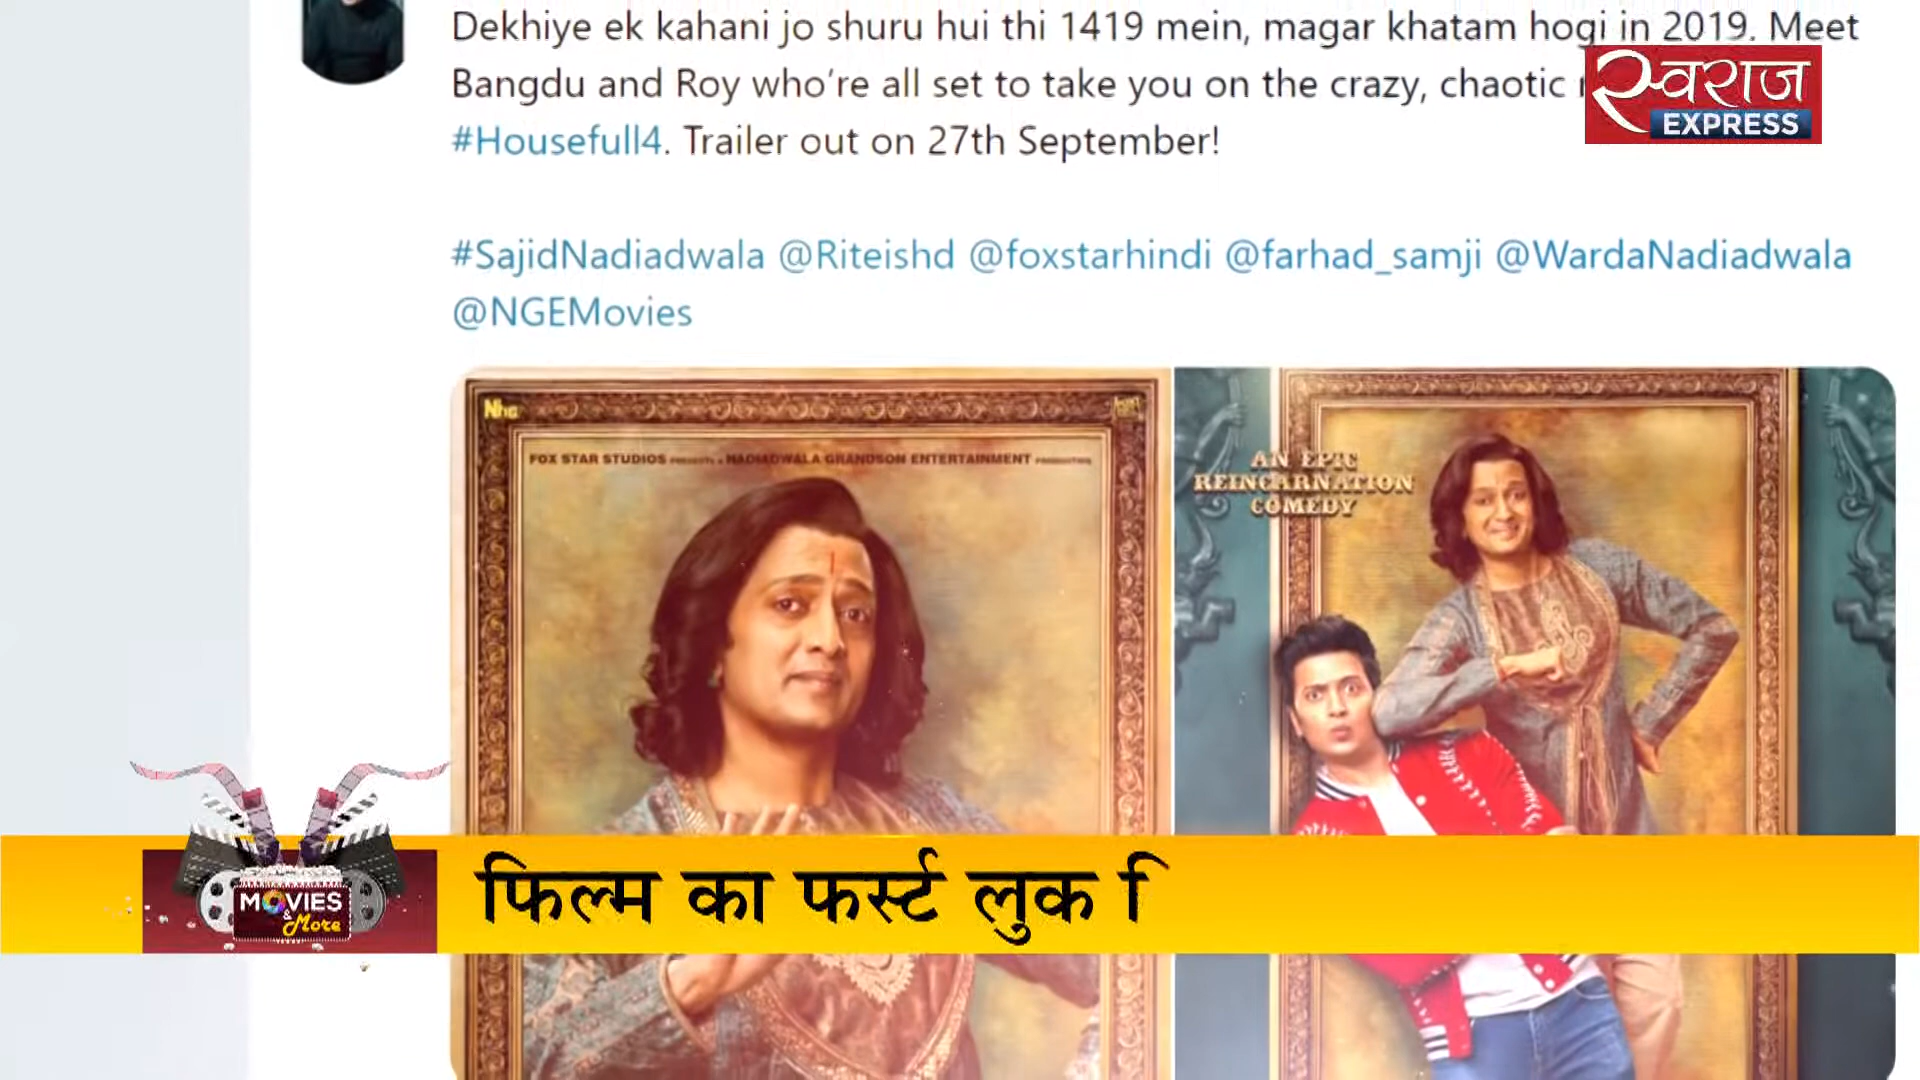 Dekhiye ek kahani jo shuru hui thi 1419 mein, magar khatam hogi in 2019. Meet
Bangdu and Roy who're all set to take you on the crazy, chaotic
#Housefull4. Trailer out on 27th September!
स्वराज
EXPRESS
#SajidNadiadwala @Riteishd @foxstarhindi @farhad_samji @WardaNadiadwala
@NGEMovies
FOX STAR STUDIOS PRESENTS A NADIADWALA GRANDSON ENTERTAINMENT PRODUCTION
AN EPIC
REINCARNATION
COMEDY
MOVIES
& More
फिल्म का फर्स्ट लुक